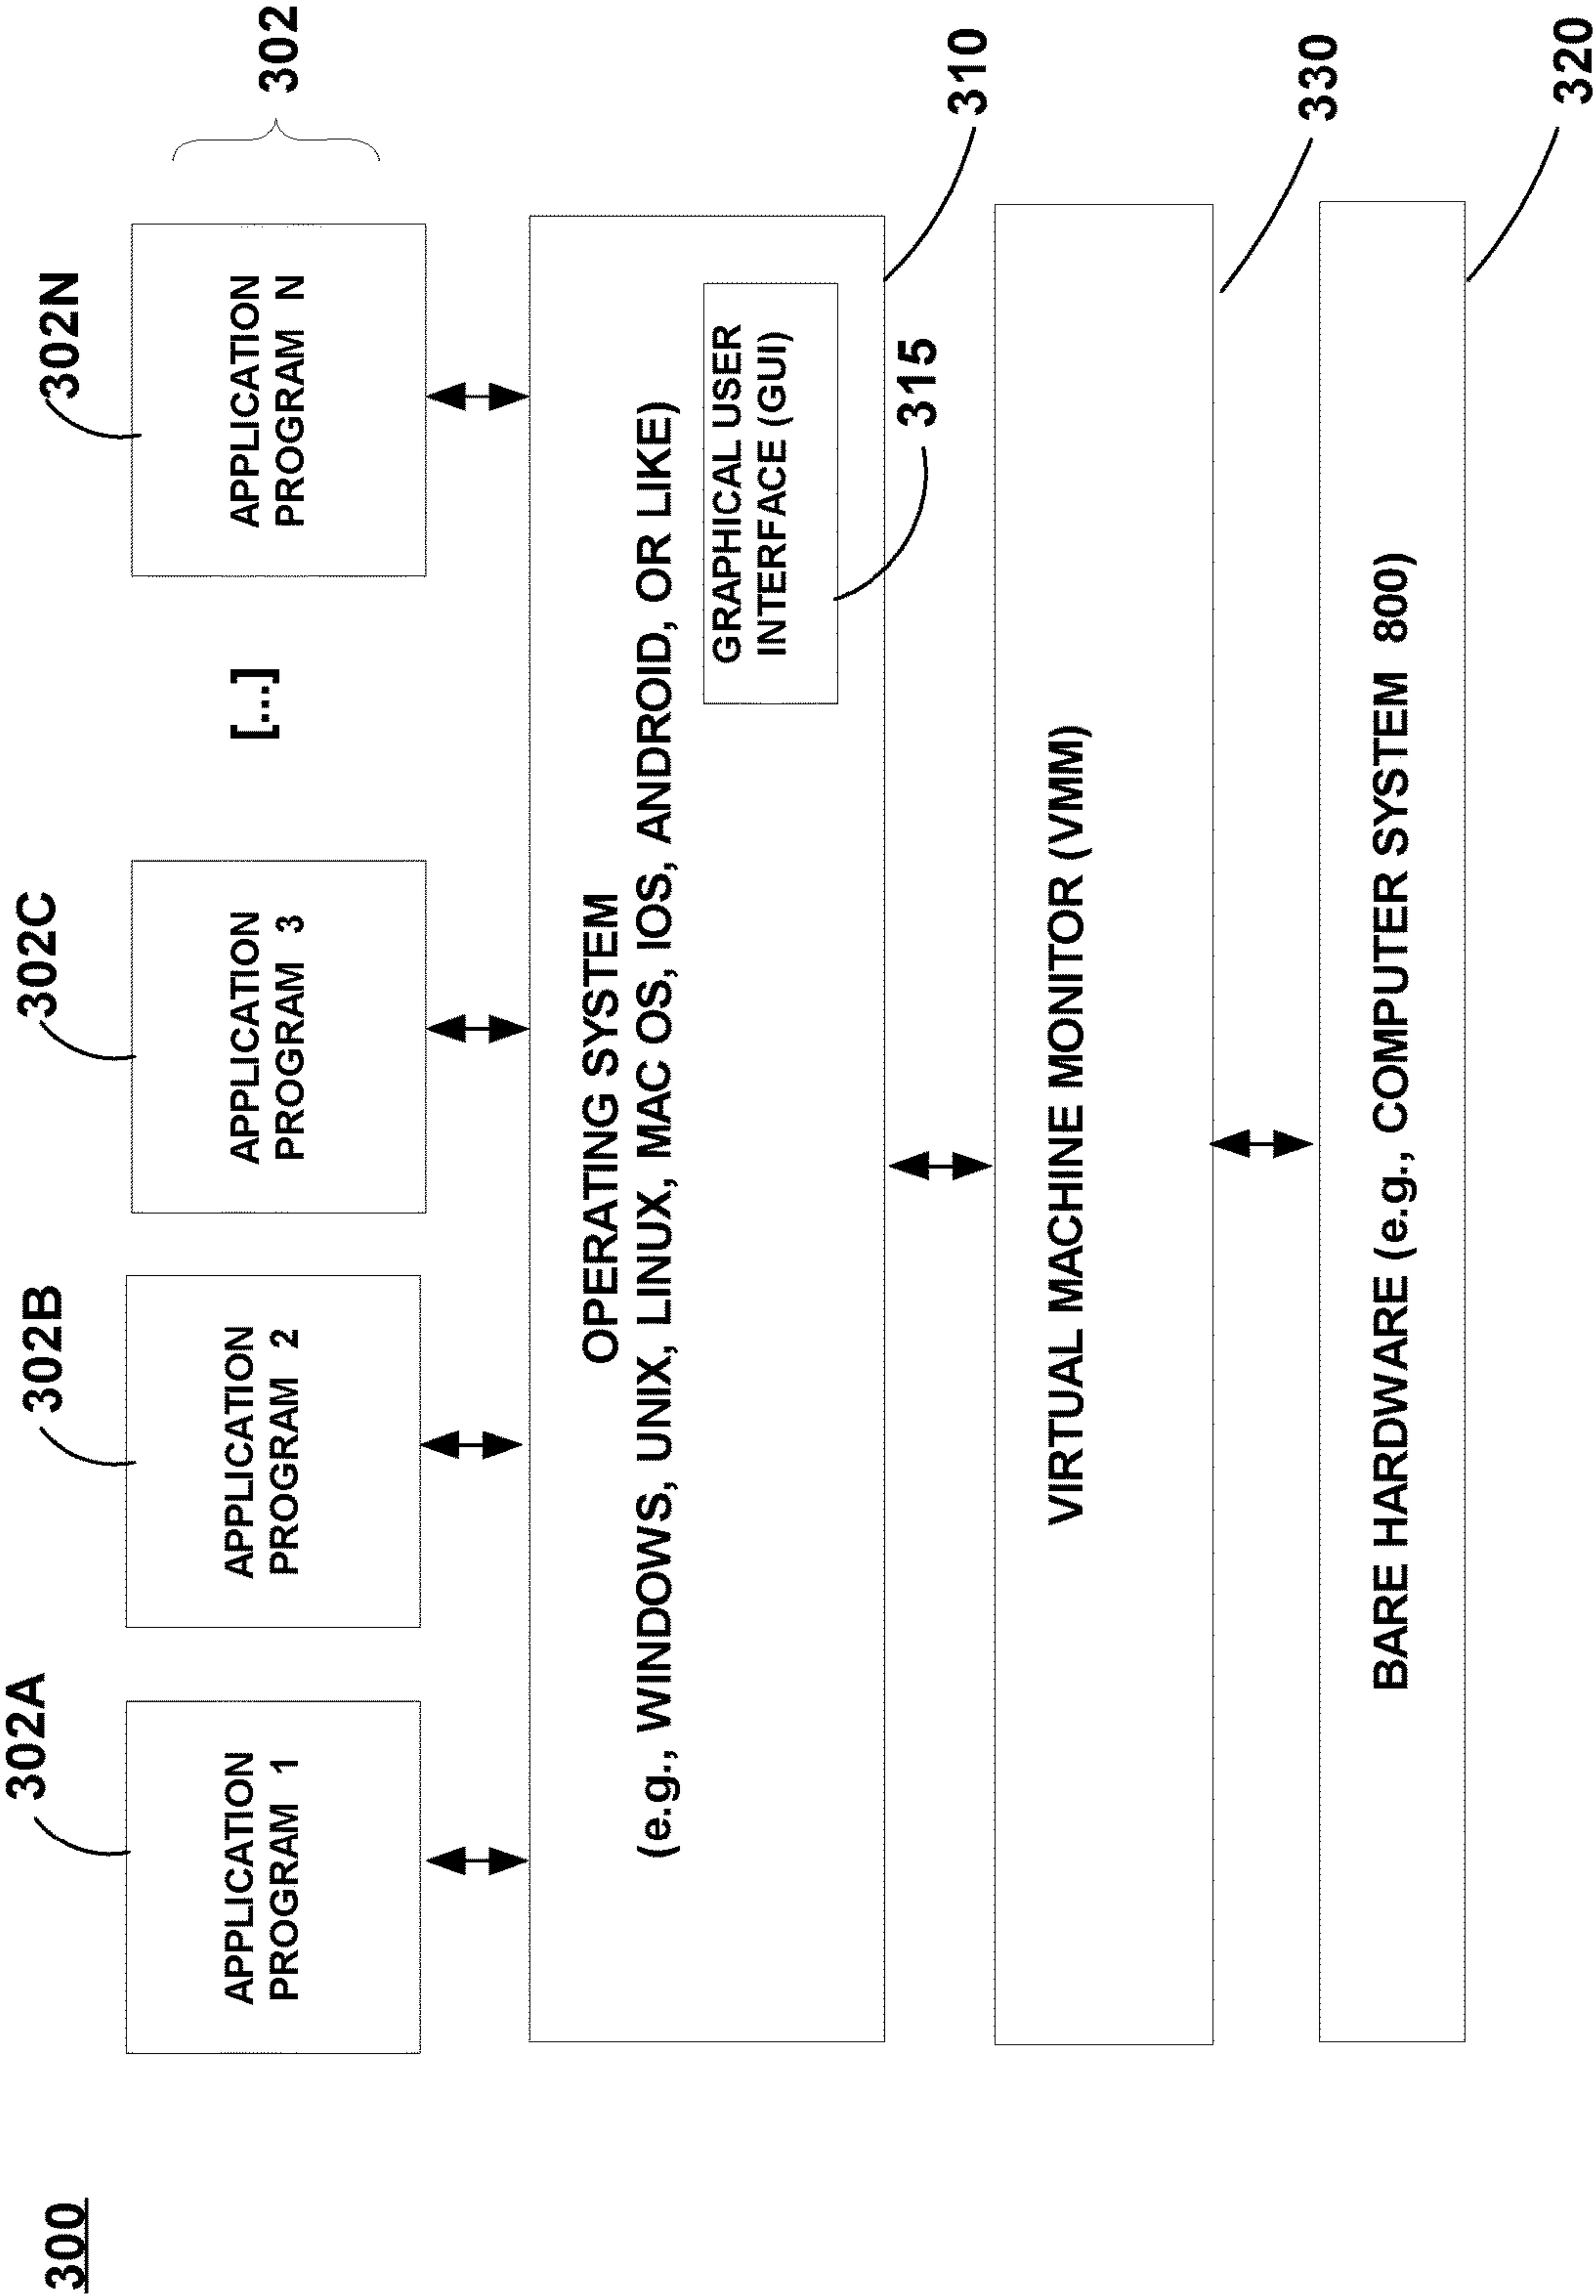 300
302A
302B
302C
302N
302
APPLICATION
PROGRAM 1
APPLICATION
PROGRAM 2
APPLICATION
PROGRAM 3
[...]
APPLICATION
PROGRAM N
OPERATING SYSTEM
(e.g., WINDOWS, UNIX, LINUX, MAC OS, IOS, ANDROID, OR LIKE)
GRAPHICAL USER
INTERFACE (GUI)
315
310
VIRTUAL MACHINE MONITOR (VMM)
330
BARE HARDWARE (e.g., COMPUTER SYSTEM 800)
320